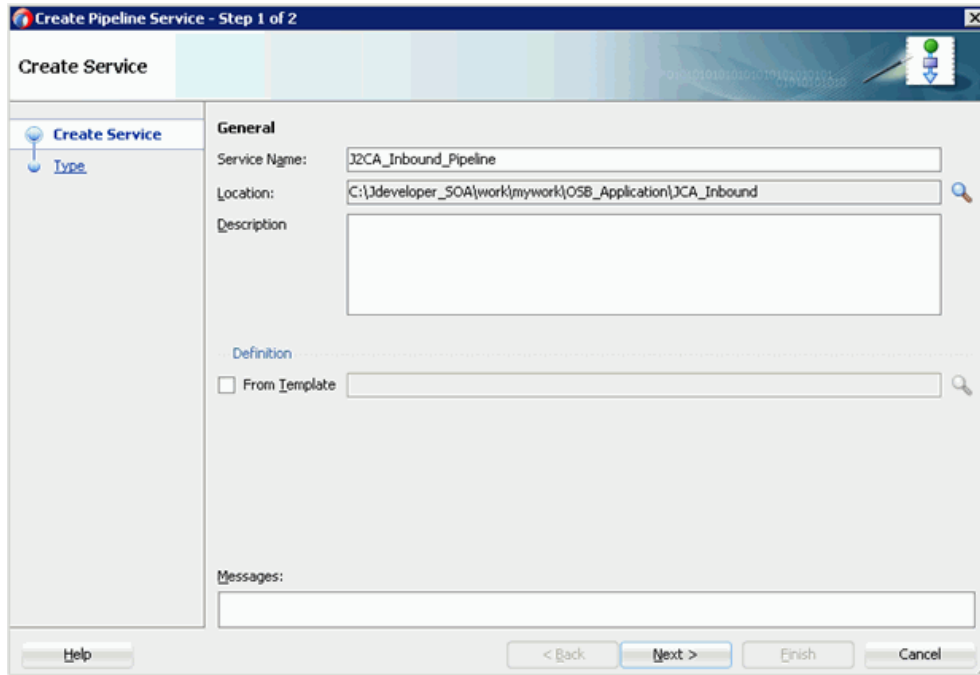 Create Pipeline Service - Step 1 of 2
Create Service
Create Service
Type
General
Service Name: J2CA_Inbound_Pipeline
Location: C:\Jdeveloper_SOA\work\mywork\OSB_Application\JCA_Inbound
Description
Definition
From Template
Messages:
Help < Back Next > Finish Cancel